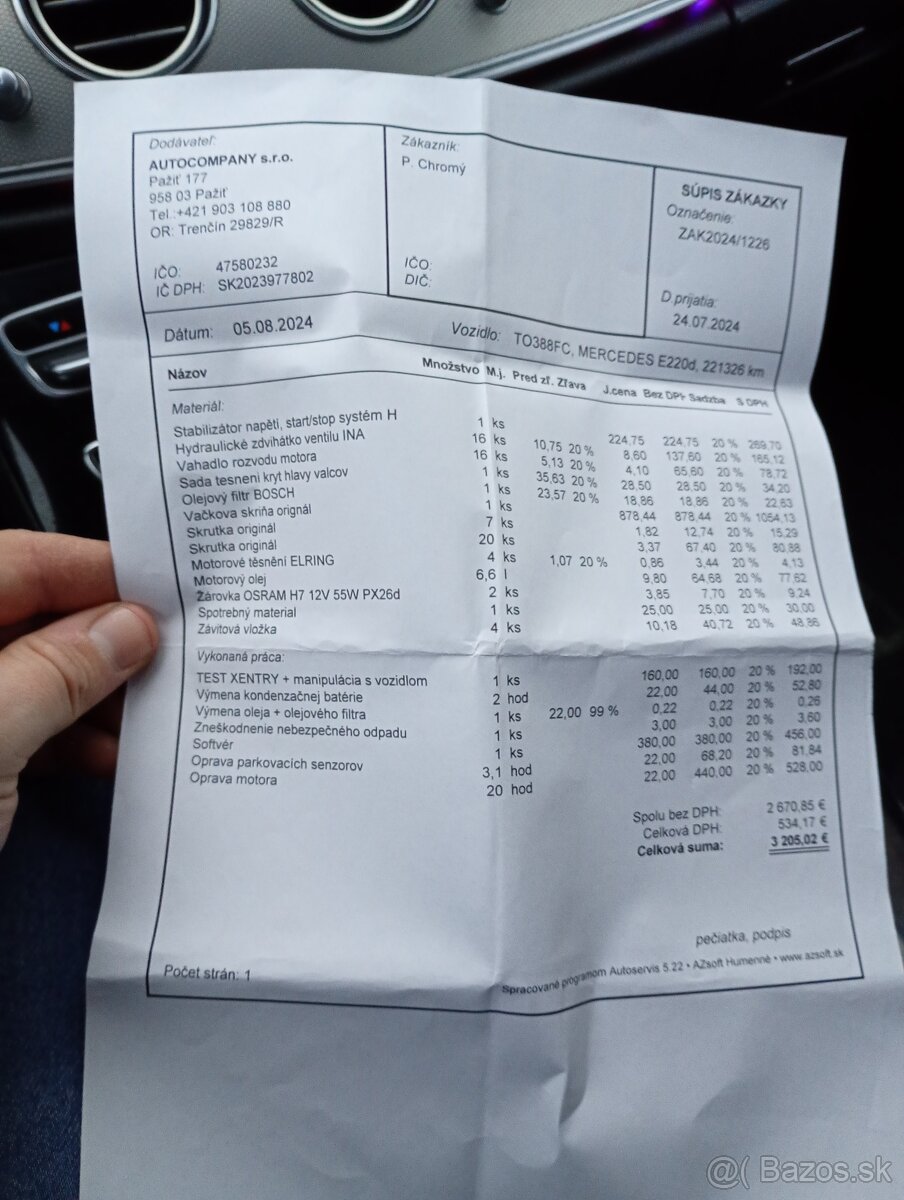 Dodávateľ:
AUTOCOMPANY s.r.o.
Pažiť 177
958 03 Pažiť
Tel.:+421 903 108 880
OR: Trenčín 29829/R
IČO: 47580232
IČ DPH: SK2023977802
Zákazník:
P. Chromý
IČO:
DIČ:
SÚPIS ZÁKAZKY
Označenie:
ZAK2024/1226
D.prijatia:
24.07.2024
Dátum: 05.08.2024 Vozidlo: TO388FC, MERCEDES E220d, 221326 km
Názov Množstvo M.j. Pred zľ. Zľava J.cena Bez DPH Sadzba S DPH
Materiál:
Stabilizátor napěti, start/stop systém H 1 ks 224,75 224,75 20 % 269,70
Hydraulické zdvihátko ventilu INA 16 ks 10,75 20 % 8,60 137,60 20 % 165,12
Vahadlo rozvodu motora 16 ks 5,13 20 % 4,10 65,60 20 % 78,72
Sada tesneni kryt hlavy valcov 1 ks 35,63 20 % 28,50 28,50 20 % 34,20
Olejový filtr BOSCH 1 ks 23,57 20 % 18,86 18,86 20 % 22,63
Vačkova skriňa orignál 1 ks 878,44 878,44 20 % 1054,13
Skrutka originál 7 ks 1,82 12,74 20 % 15,29
Skrutka originál 20 ks 3,37 67,40 20 % 80,88
Motorové těsnění ELRING 4 ks 1,07 20 % 0,86 3,44 20 % 4,13
Motorový olej 6,6 l 9,80 64,68 20 % 77,62
Žárovka OSRAM H7 12V 55W PX26d 2 ks 3,85 7,70 20 % 9,24
Spotrebný material 1 ks 25,00 25,00 20 % 30,00
Závitová vložka 4 ks 10,18 40,72 20 % 48,86
Vykonaná práca:
TEST XENTRY + manipulácia s vozidlom 1 ks 160,00 160,00 20 % 192,00
Výmena kondenzačnej batérie 2 hod 22,00 44,00 20 % 52,80
Výmena oleja + olejového filtra 1 ks 22,00 99 % 0,22 0,22 20 % 0,26
Zneškodnenie nebezpečného odpadu 1 ks 3,00 3,00 20 % 3,60
Softvér 1 ks 380,00 380,00 20 % 456,00
Oprava parkovacích senzorov 3,1 hod 22,00 68,20 20 % 81,84
Oprava motora 20 hod 22,00 440,00 20 % 528,00
Spolu bez DPH: 2 670,85 €
Celková DPH: 534,17 €
Celková suma: 3 205,02 €
pečiatka, podpis
Počet strán: 1
Spracované programom Autoservis 5.22 • AZsoft Humenné • www.azsoft.sk
@( Bazos.sk